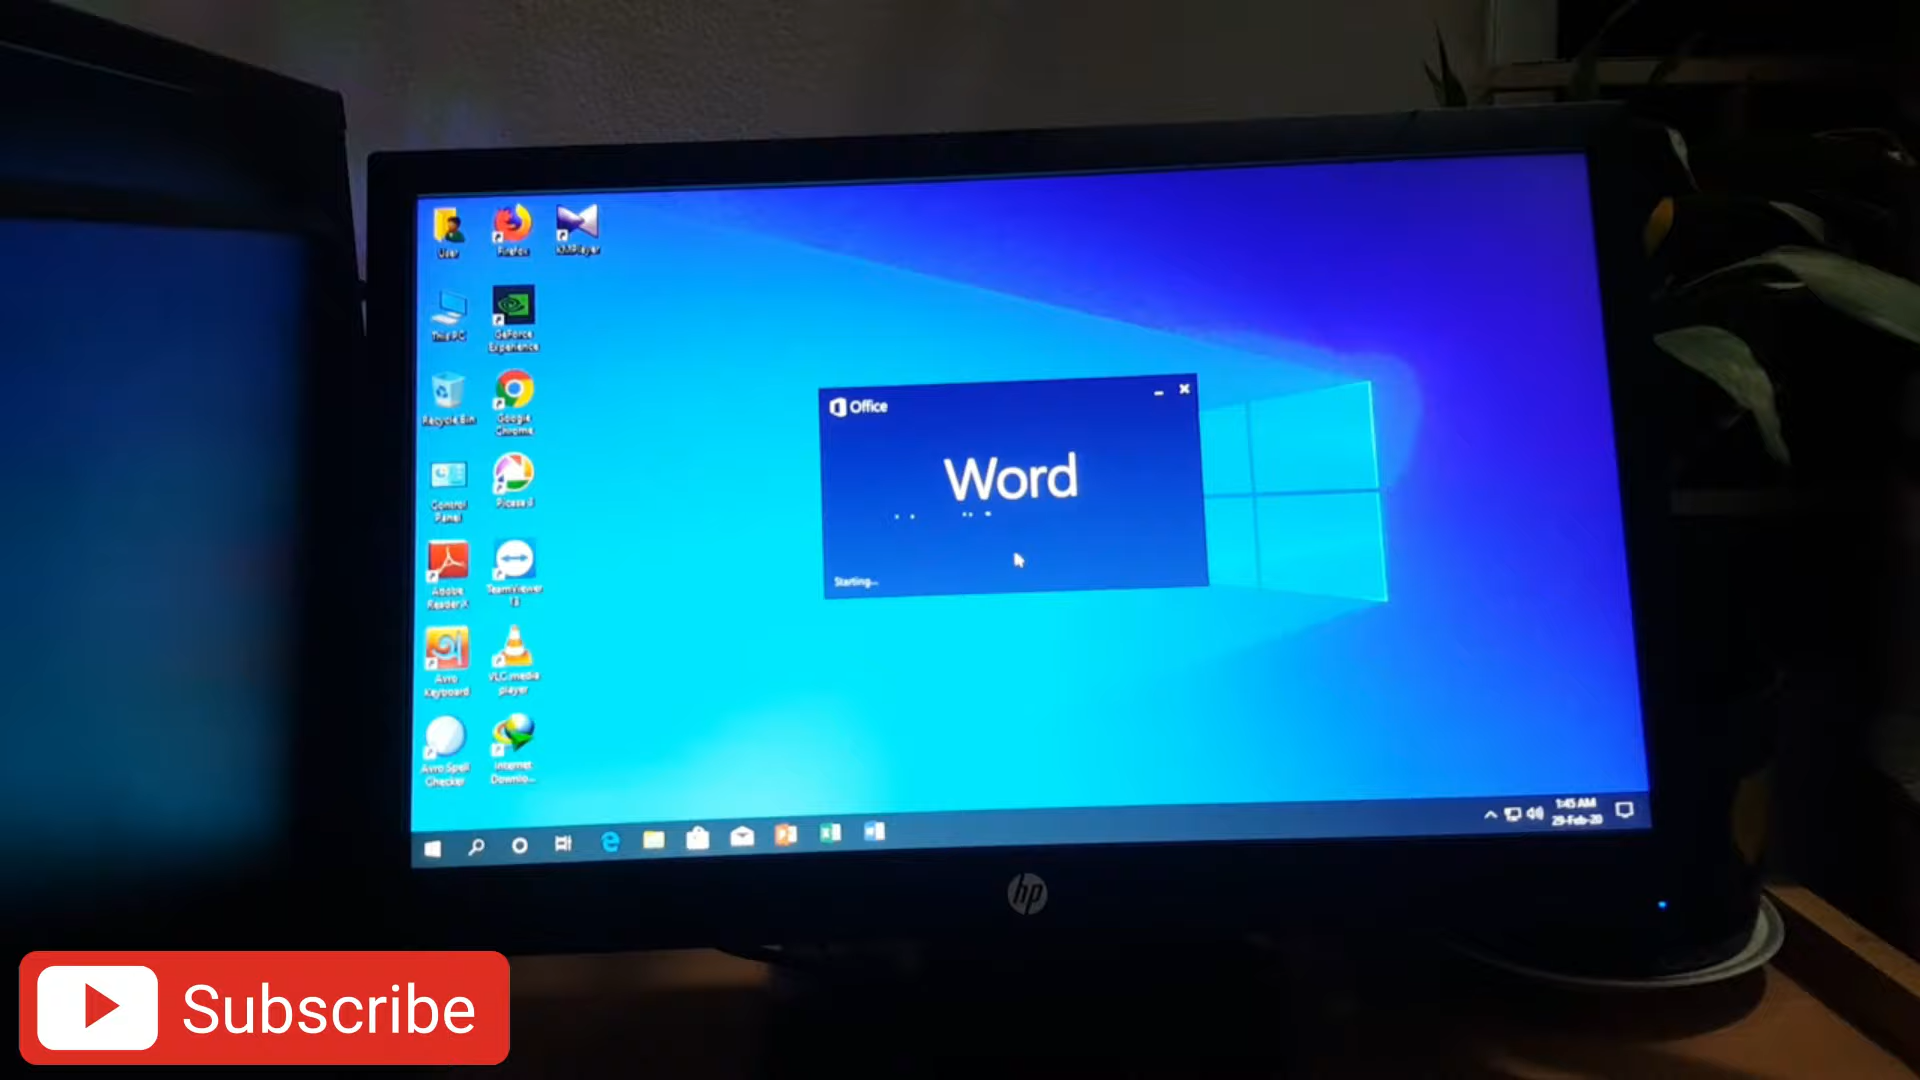 User
Firefox
KMPlayer
This PC
GeForce
Experience
Recycle Bin
Google
Chrome
Control
Panel
Picasa 3
Adobe
Reader X
TeamViewer
13
Avro
Keyboard
VLC media
player
Avro Spell
Checker
Internet
Downlo...
Office
Word
Starting...
1:45 AM
29-Feb-20
hp
Subscribe